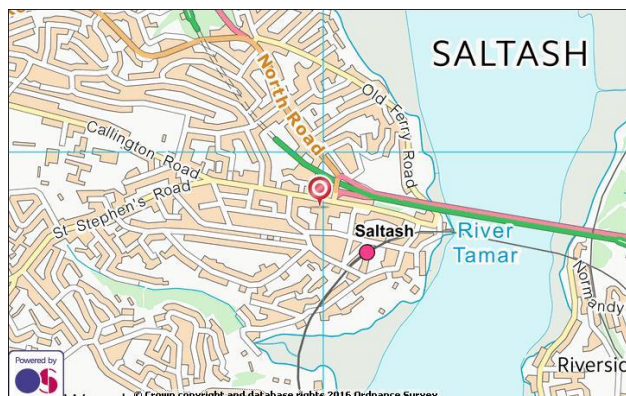 SALTASH
North Road
Old Ferry Road
Callington Road
St Stephen's Road
Saltash
River
Tamar
Normandy
Riversid
Powered by
OS
© Crown copyright and database rights 2016 Ordnance Survey